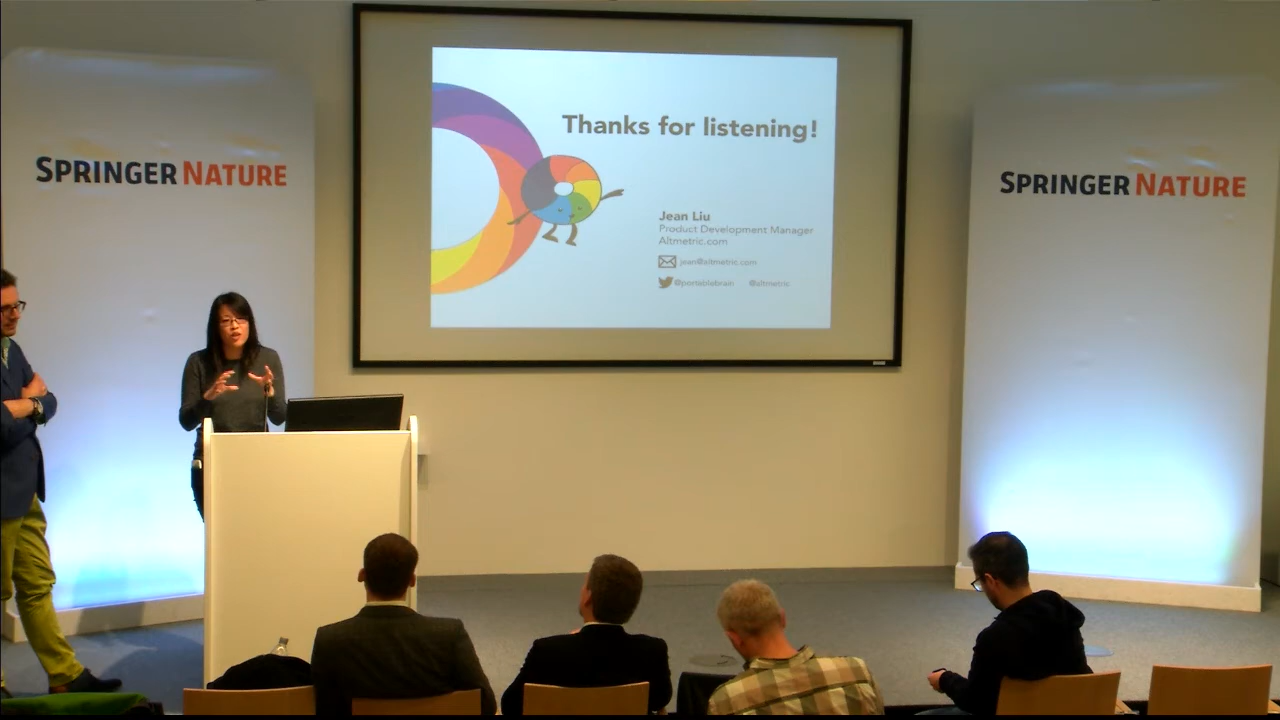 SPRINGER NATURE
Thanks for listening!
Jean Liu
Product Development Manager
Altmetric.com
jean@altmetric.com
@portablebrain @altmetric
SPRINGER NATURE